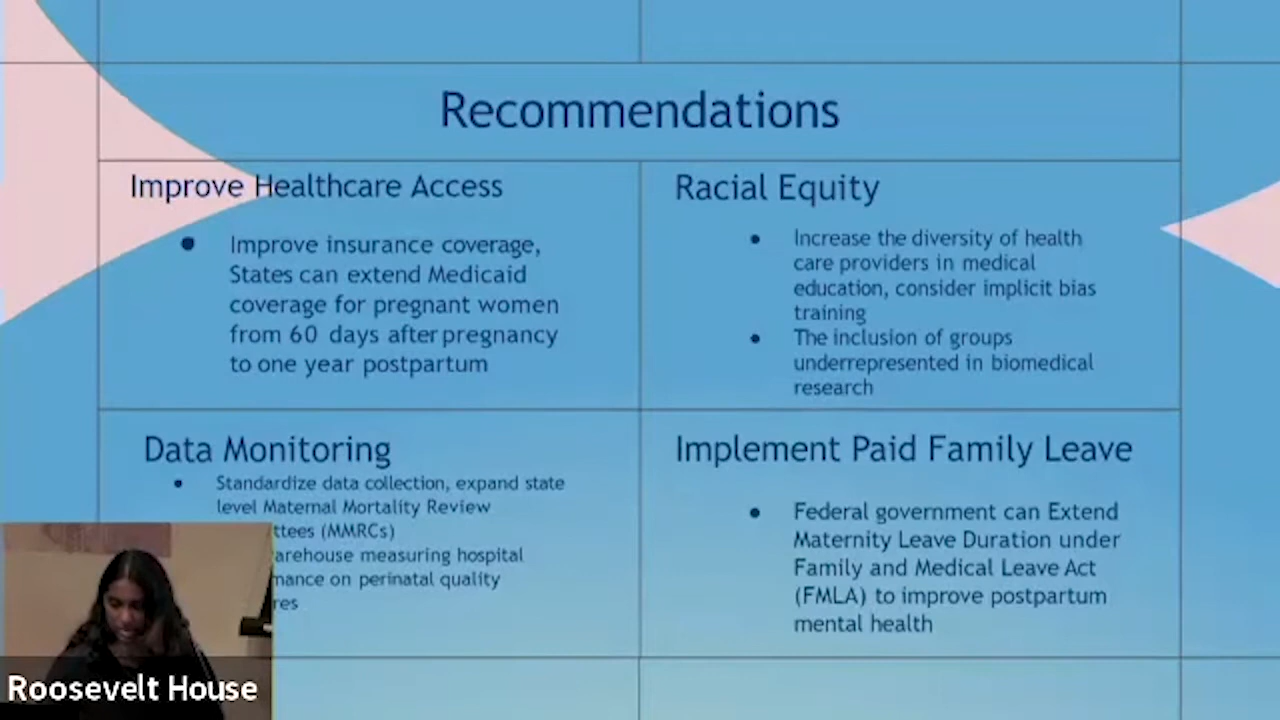 Recommendations
Improve Healthcare Access
Improve insurance coverage,
States can extend Medicaid
coverage for pregnant women
from 60 days after pregnancy
to one year postpartum
Racial Equity
Increase the diversity of health
care providers in medical
education, consider implicit bias
training
The inclusion of groups
underrepresented in biomedical
research
Data Monitoring
Standardize data collection, expand state
level Maternal Mortality Review
ttees (MMRCs)
arehouse measuring hospital
mance on perinatal quality
res
Implement Paid Family Leave
Federal government can Extend
Maternity Leave Duration under
Family and Medical Leave Act
(FMLA) to improve postpartum
mental health
Roosevelt House